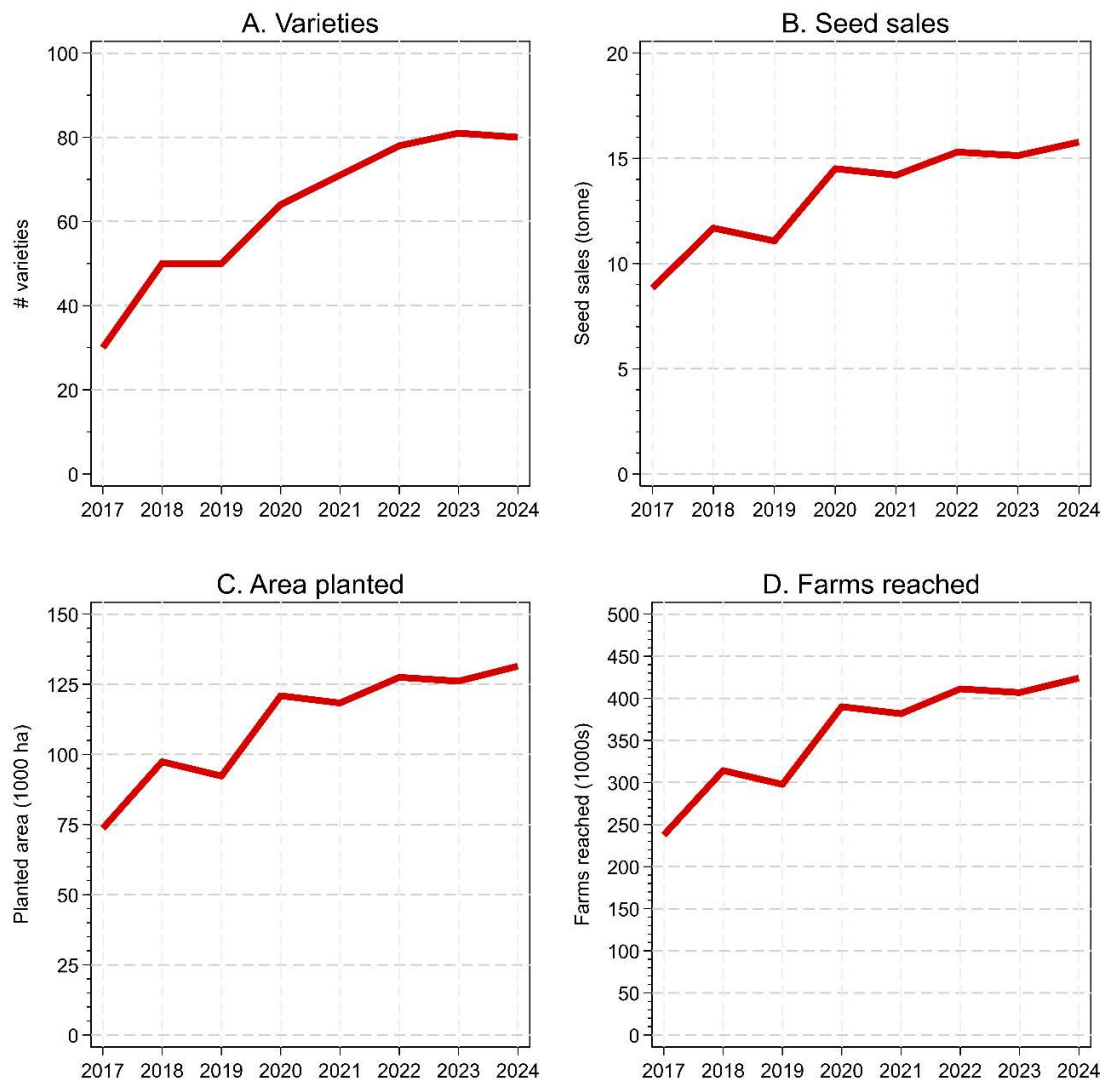 A. Varieties
# varieties
100
80
60
40
20
0
2017 2018 2019 2020 2021 2022 2023 2024
B. Seed sales
Seed sales (tonne)
20
15
10
5
0
2017 2018 2019 2020 2021 2022 2023 2024
C. Area planted
Planted area (1000 ha)
150
125
100
75
50
25
0
2017 2018 2019 2020 2021 2022 2023 2024
D. Farms reached
Farms reached (1000s)
500
450
400
350
300
250
200
150
100
50
0
2017 2018 2019 2020 2021 2022 2023 2024